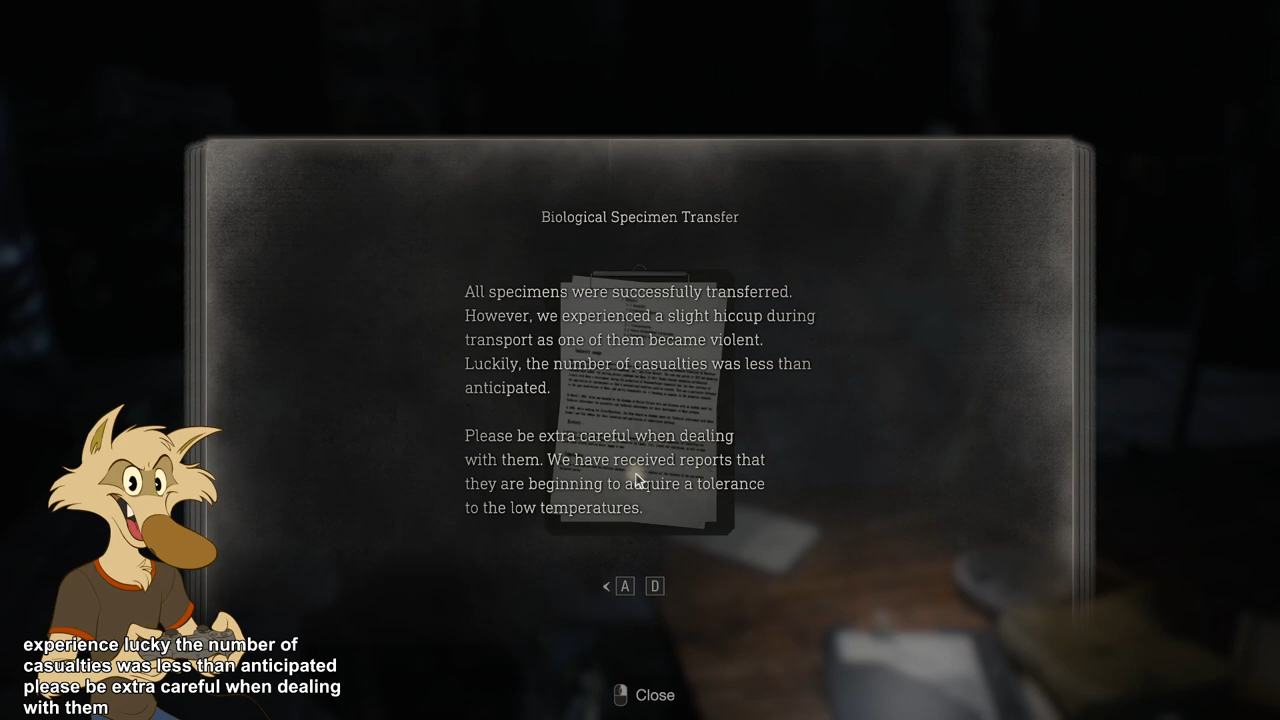 Biological Specimen Transfer
All specimens were successfully transferred.
However, we experienced a slight hiccup during
transport as one of them became violent.
Luckily, the number of casualties was less than
anticipated.
Please be extra careful when dealing
with them. We have received reports that
they are beginning to acquire a tolerance
to the low temperatures.
< A D
Close
experience lucky the number of
casualties was less than anticipated
please be extra careful when dealing
with them